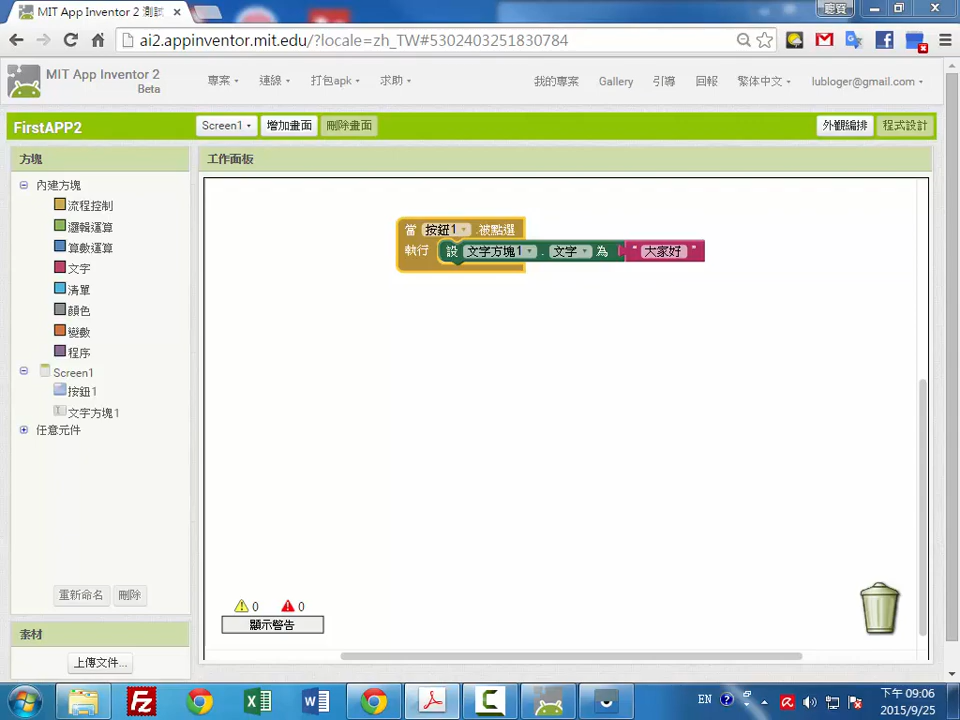 MIT App Inventor 2 測試
ai2.appinventor.mit.edu/?locale=zh_TW#5302403251830784
MIT App Inventor 2
Beta
專案
連線
打包apk
求助
我的專案
Gallery
引導
回報
繁体中文
lubloger@gmail.com
FirstAPP2
Screen1
增加畫面
刪除畫面
外觀編排
程式設計
方塊
工作面板
內建方塊
流程控制
邏輯運算
算數運算
文字
清單
顏色
變數
程序
Screen1
按鈕1
文字方塊1
任意元件
當 按鈕1 .被點選
執行 設 文字方塊1 . 文字 為 " 大家好 "
重新命名
刪除
素材
上傳文件...
0
0
顯示警告
EN
下午 09:06
2015/9/25